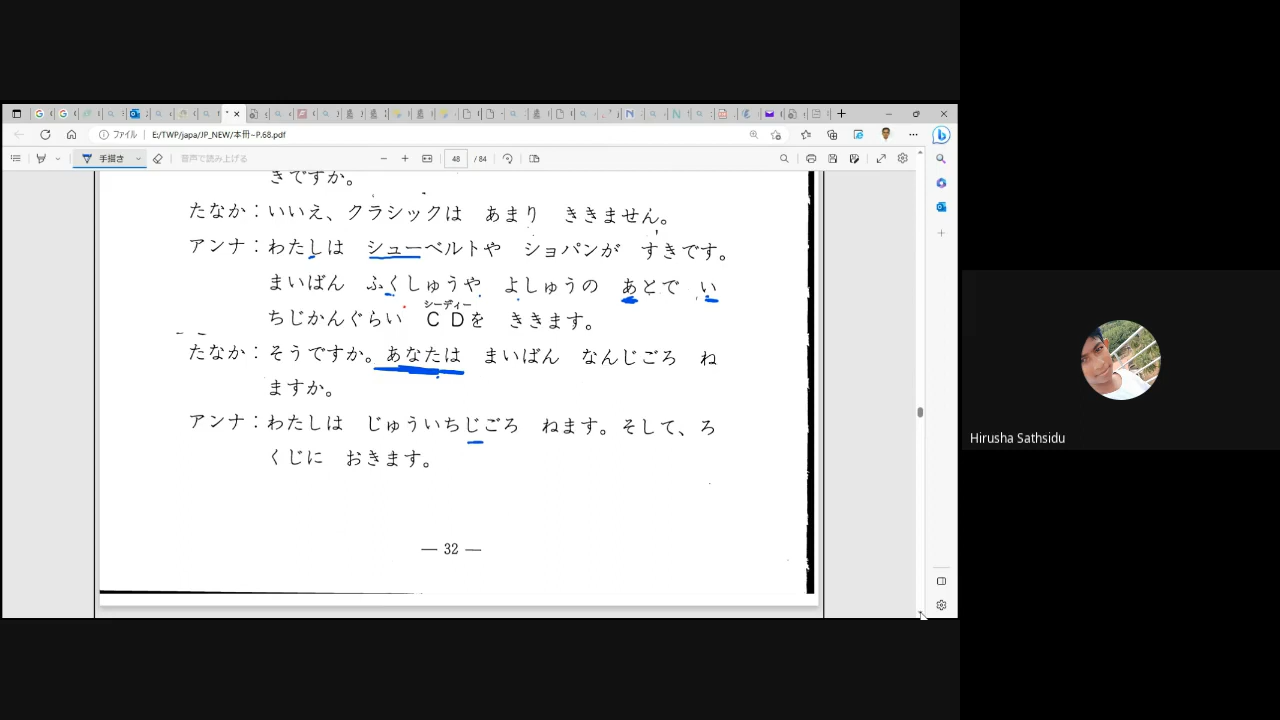 ファイル | E:/TWP/japa/JP_NEW/本冊~P.68.pdf
手描き 音声で読み上げる 48 / 84
きですか。
たなか：いいえ、クラシックは あまり ききません。
アンナ：わたしは シューベルトや ショパンが すきです。
まいばん ふくしゅうや よしゅうの あとで い
シーディー
ちじかんぐらい CDを ききます。
たなか：そうですか。あなたは まいばん なんじごろ ね
ますか。
アンナ：わたしは じゅういちじごろ ねます。そして、ろ
くじに おきます。
— 32 —
Hirusha Sathsidu